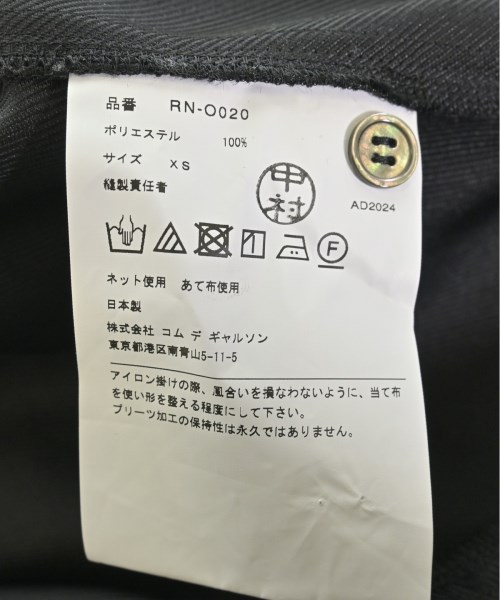 品番 RN-O020
ポリエステル 100%
サイズ XS
縫製責任者
中村
AD2024
F
ネット使用 あて布使用
日本製
株式会社 コム デ ギャルソン
東京都港区南青山5-11-5
アイロン掛けの際、風合いを損なわないように、当て布
を使い形を整える程度にして下さい。
プリーツ加工の保持性は永久ではありません。